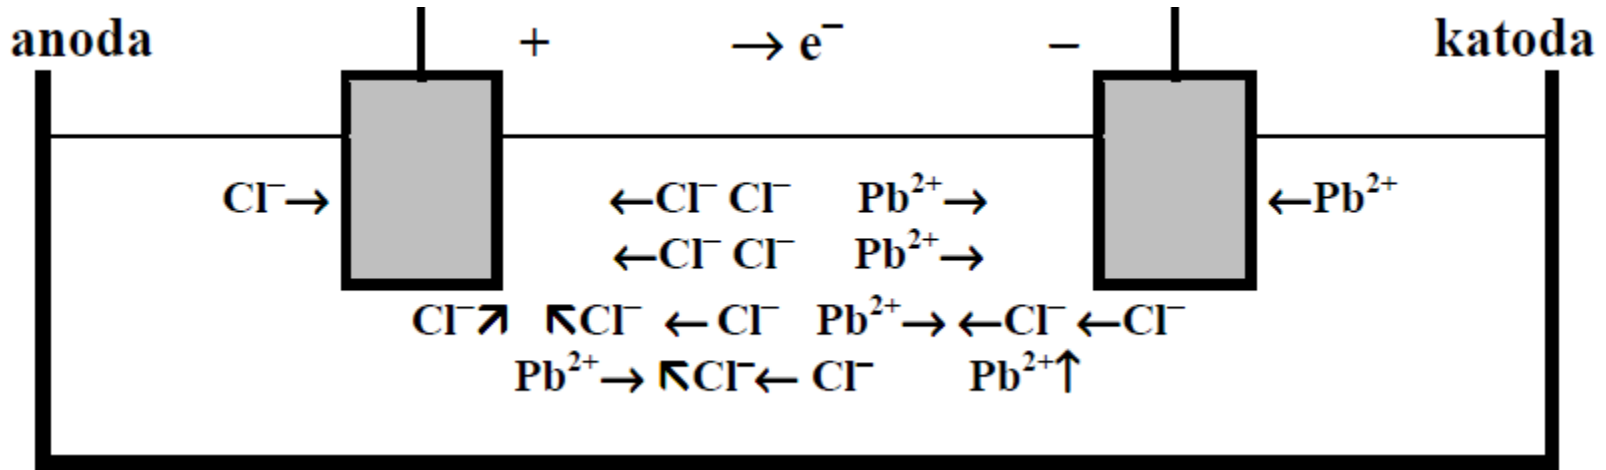 anoda + → e⁻ − katoda
Cl⁻→ ←Cl⁻ Cl⁻ Pb²⁺→ ←Pb²⁺
←Cl⁻ Cl⁻ Pb²⁺→
Cl⁻↗ ↖Cl⁻ ← Cl⁻ Pb²⁺→ ←Cl⁻ ←Cl⁻
Pb²⁺→ ↖Cl⁻← Cl⁻ Pb²⁺↑